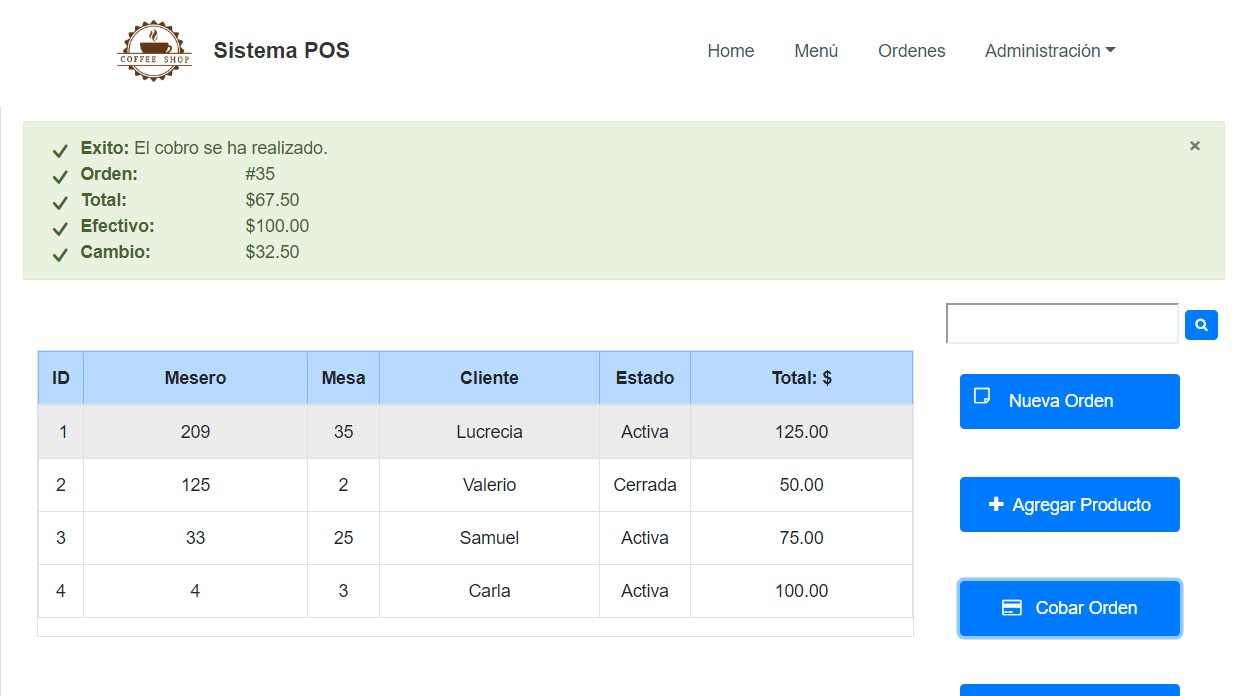 COFFEE SHOP
Sistema POS
Home Menú Ordenes Administración
Exito: El cobro se ha realizado.
Orden: #35
Total: $67.50
Efectivo: $100.00
Cambio: $32.50
×
ID Mesero Mesa Cliente Estado Total: $
1 209 35 Lucrecia Activa 125.00
2 125 2 Valerio Cerrada 50.00
3 33 25 Samuel Activa 75.00
4 4 3 Carla Activa 100.00
Nueva Orden
Agregar Producto
Cobar Orden